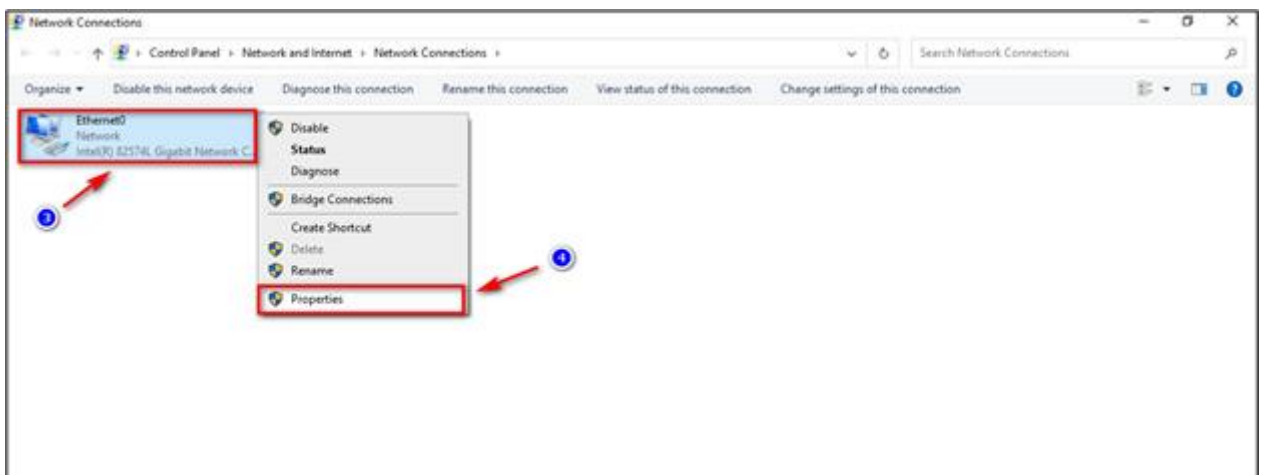 Network Connections
Control Panel › Network and Internet › Network Connections ›
Search Network Connections
Organize
Disable this network device
Diagnose this connection
Rename this connection
View status of this connection
Change settings of this connection
Ethernet0
Network
Intel(R) 82574L Gigabit Network C...
3
Disable
Status
Diagnose
Bridge Connections
Create Shortcut
Delete
Rename
Properties
4